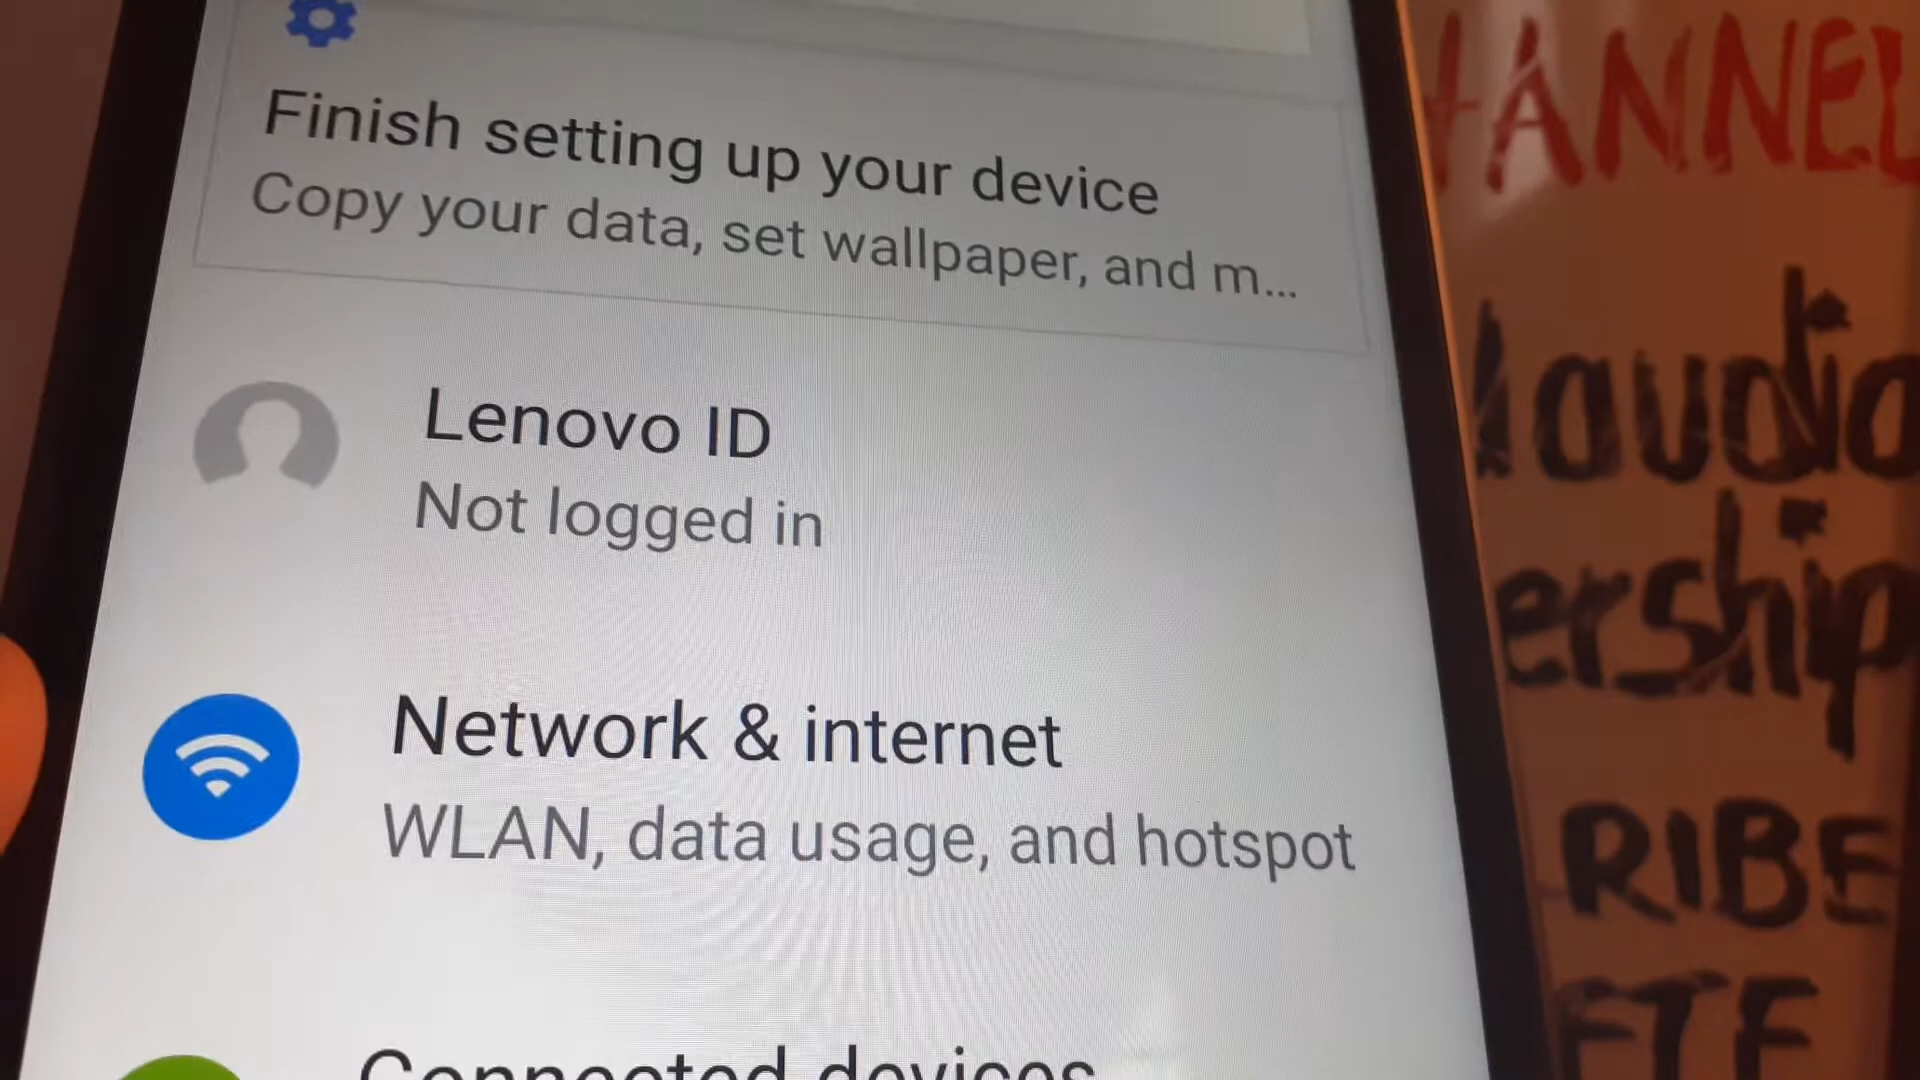 Finish setting up your device
Copy your data, set wallpaper, and m...
Lenovo ID
Not logged in
Network & internet
WLAN, data usage, and hotspot
Connected devices
HANNEL
laudio
ership
RIBE